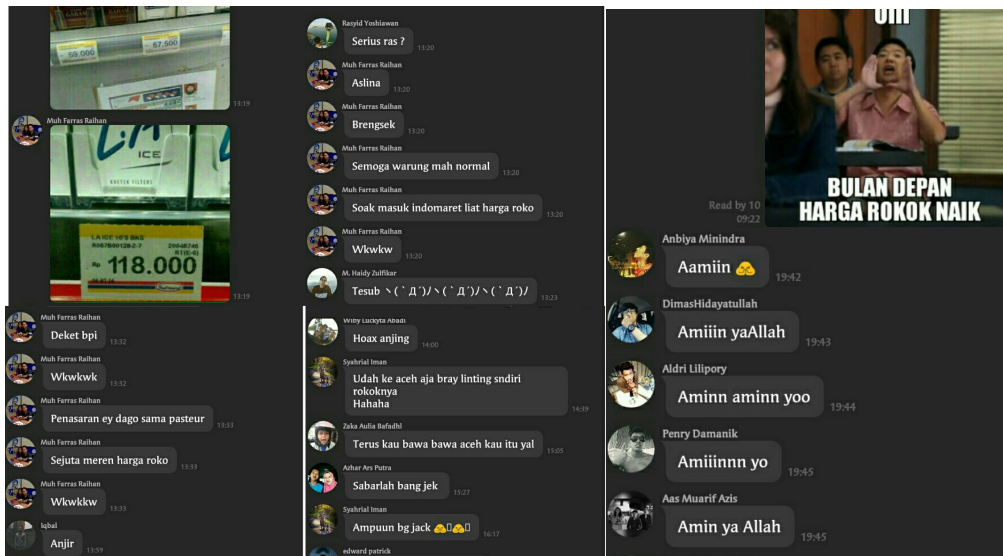 59.000
67.500
13:19
Muh Farras Raihan
LA
ICE
KRETEK FILTERS
LA ICE 16'S BKS
20048746
Rp 118.000
13:19
Rasyid Yoshiawan
Serius ras ?
13:20
Muh Farras Raihan
Aslina
13:20
Muh Farras Raihan
Brengsek
13:20
Muh Farras Raihan
Semoga warung mah normal
13:20
Muh Farras Raihan
Soak masuk indomaret liat harga roko
13:20
Muh Farras Raihan
Wkwkw
13:20
M. Haidy Zulfikar
Tesub ヽ(｀Д´)ﾉヽ(｀Д´)ﾉヽ(｀Д´)ﾉ
13:23
Muh Farras Raihan
Deket bpi
13:32
Muh Farras Raihan
Wkwkwk
13:32
Muh Farras Raihan
Penasaran ey dago sama pasteur
13:33
Muh Farras Raihan
Sejuta meren harga roko
13:33
Muh Farras Raihan
Wkwkkw
13:33
Iqbal
Anjir
13:59
Wiby Luckyta Abadi
Hoax anjing
14:00
Syahrial Iman
Udah ke aceh aja bray linting sndiri
rokoknya
Hahaha
14:39
Zaka Aulia Bafadhl
Terus kau bawa bawa aceh kau itu yal
15:05
Azhar Ars Putra
Sabarlah bang jek
15:27
Syahrial Iman
Ampuun bg jack 🙏🙏
16:17
edward patrick
BULAN DEPAN
HARGA ROKOK NAIK
Read by 10
09:22
Anbiya Minindra
Aamiin 🙏
19:42
DimasHidayatullah
Amiiin yaAllah
19:43
Aldri Lilipory
Aminn aminn yoo
19:44
Penry Damanik
Amiiinnn yo
19:45
Aas Muarif Azis
Amin ya Allah
19:45